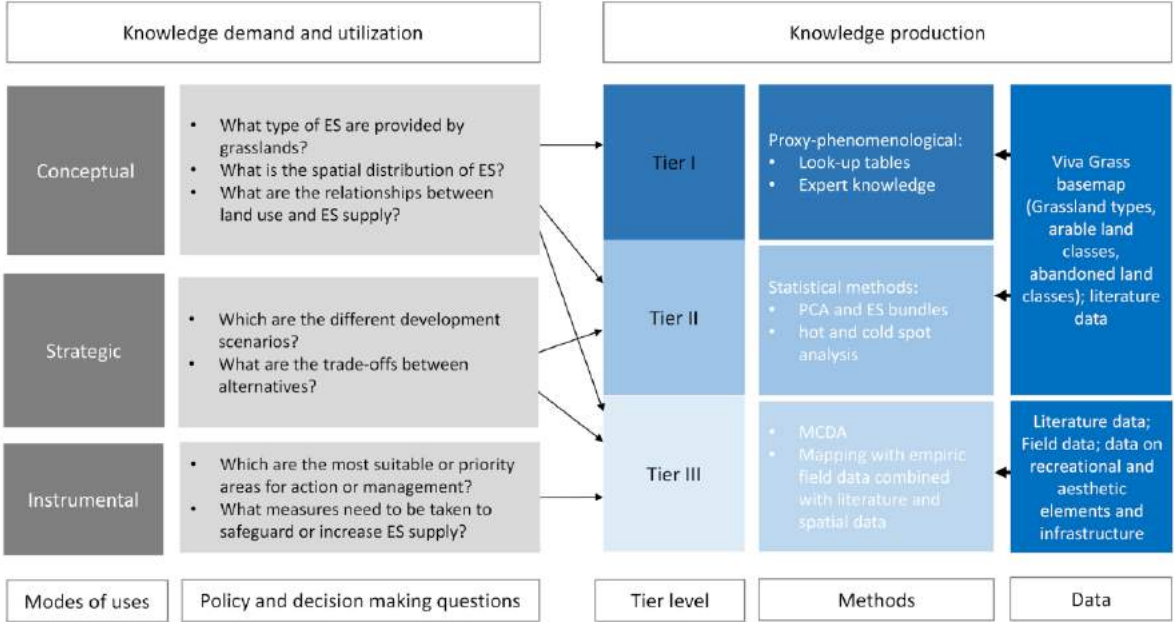 Knowledge demand and utilization
Knowledge production
Conceptual
• What type of ES are provided by
grasslands?
• What is the spatial distribution of ES?
• What are the relationships between
land use and ES supply?
Tier I
Proxy-phenomenological:
• Look-up tables
• Expert knowledge
Viva Grass
basemap
(Grassland types,
arable land
classes,
abandoned land
classes); literature
data
Strategic
• Which are the different development
scenarios?
• What are the trade-offs between
alternatives?
Tier II
Statistical methods:
• PCA and ES bundles
• hot and cold spot
analysis
Instrumental
• Which are the most suitable or priority
areas for action or management?
• What measures need to be taken to
safeguard or increase ES supply?
Tier III
• MCDA
• Mapping with empiric
field data combined
with literature and
spatial data
Literature data;
Field data; data on
recreational and
aesthetic
elements and
infrastructure
Modes of uses
Policy and decision making questions
Tier level
Methods
Data